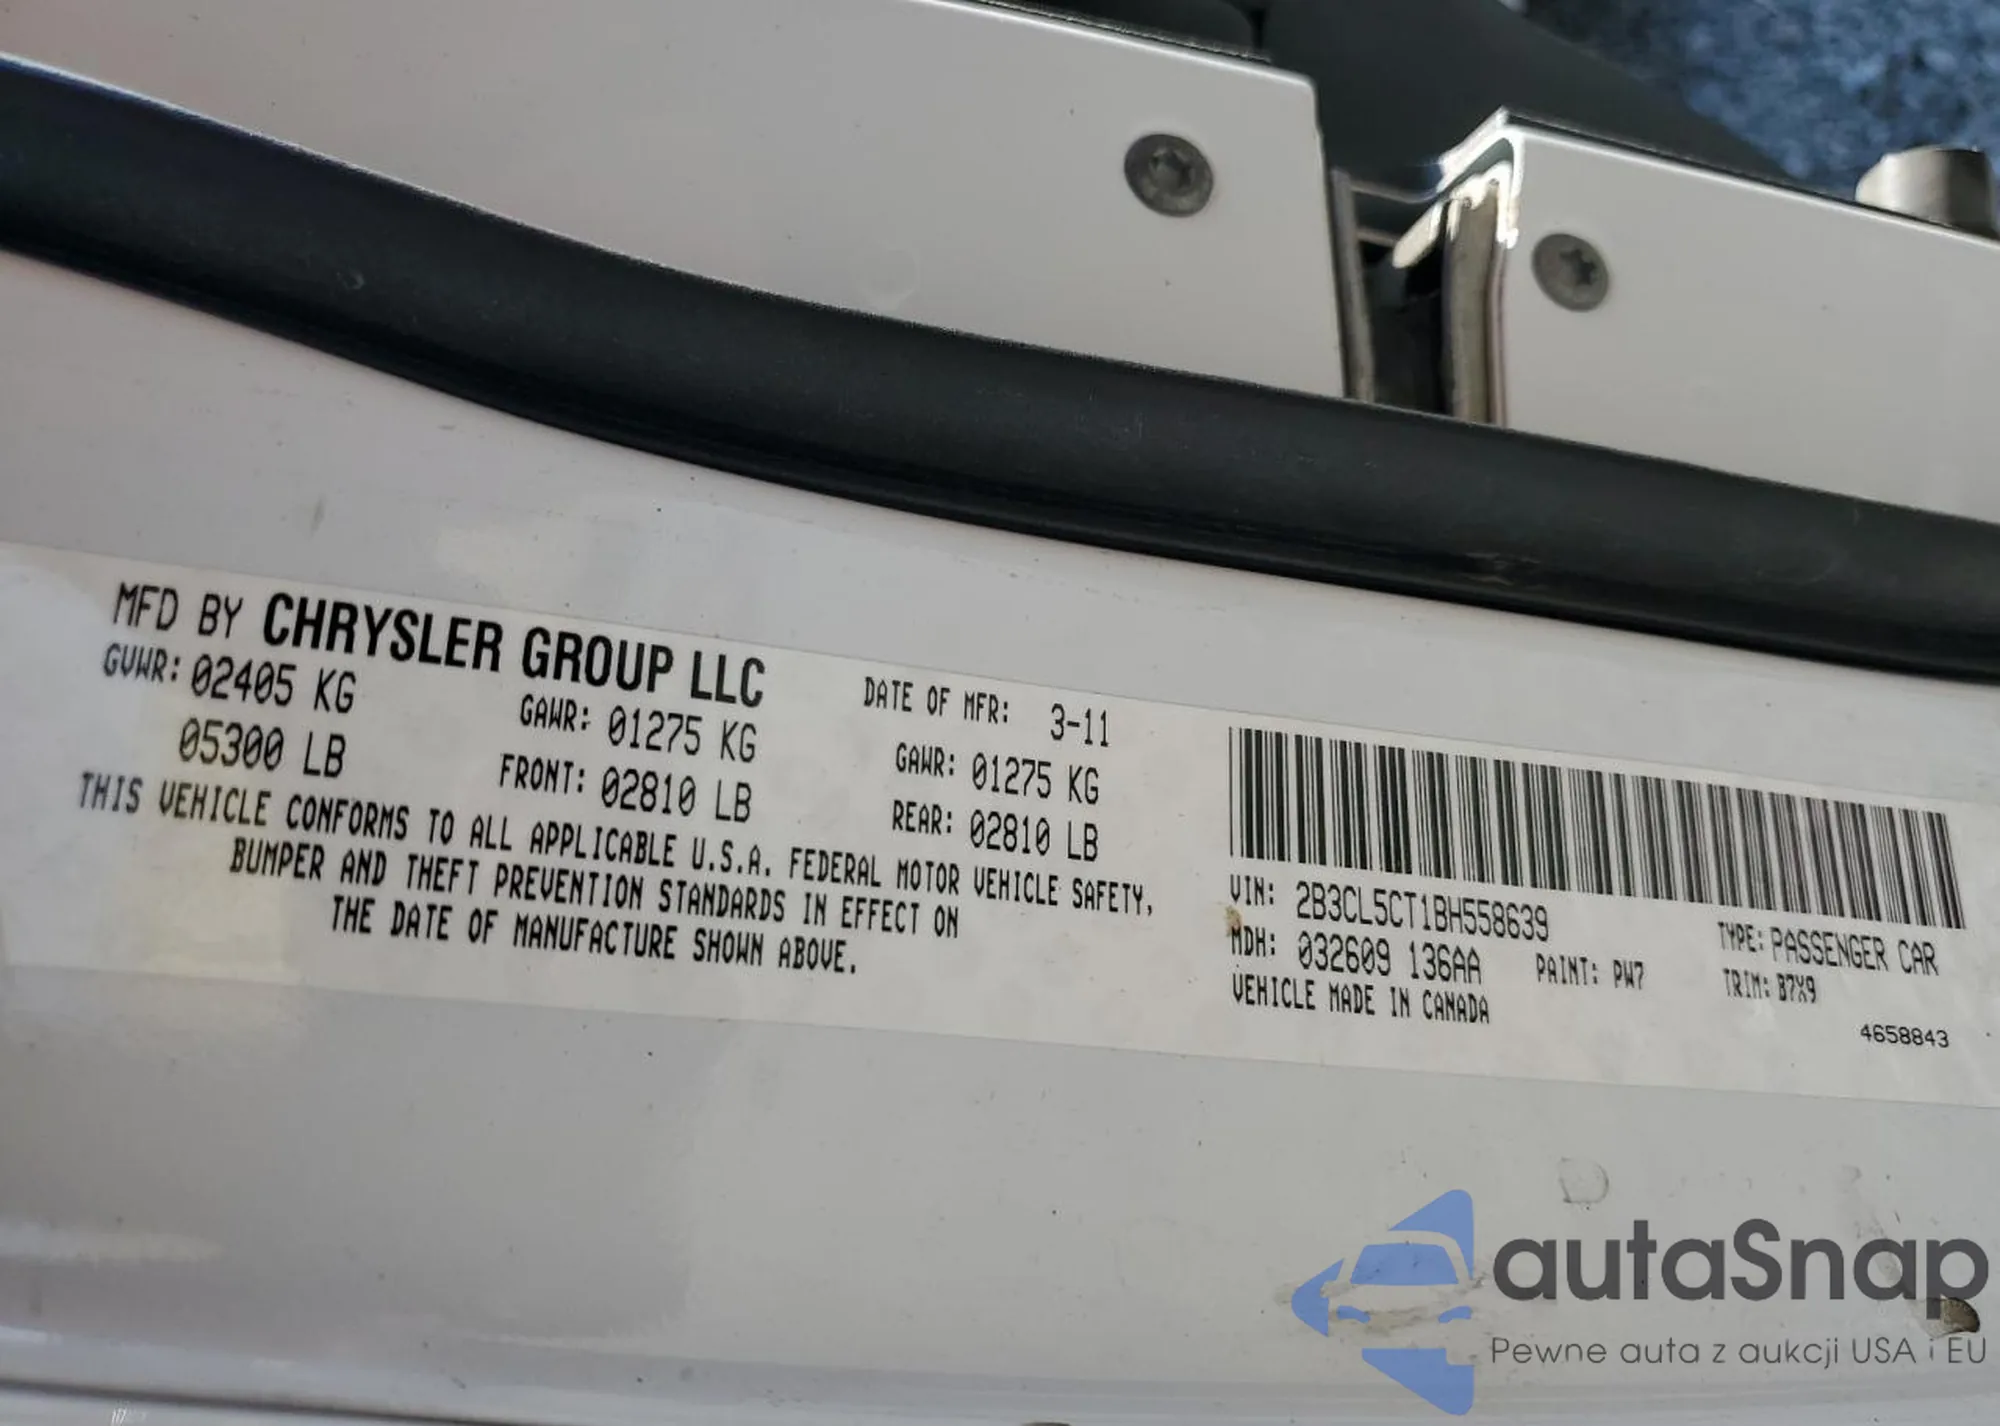 MFD BY CHRYSLER GROUP LLC
DATE OF MFR: 3-11
GVWR: 02405 KG
05300 LB
GAWR: 01275 KG
FRONT: 02810 LB
GAWR: 01275 KG
REAR: 02810 LB
THIS VEHICLE CONFORMS TO ALL APPLICABLE U.S.A. FEDERAL MOTOR VEHICLE SAFETY,
BUMPER AND THEFT PREVENTION STANDARDS IN EFFECT ON
THE DATE OF MANUFACTURE SHOWN ABOVE.
VIN: 2B3CL5CT1BH558639
TYPE: PASSENGER CAR
MDH: 032609 136AA
PAINT: PW7
TRIM: B7X9
VEHICLE MADE IN CANADA
4658843
autaSnap
Pewne auta z aukcji USA i EU